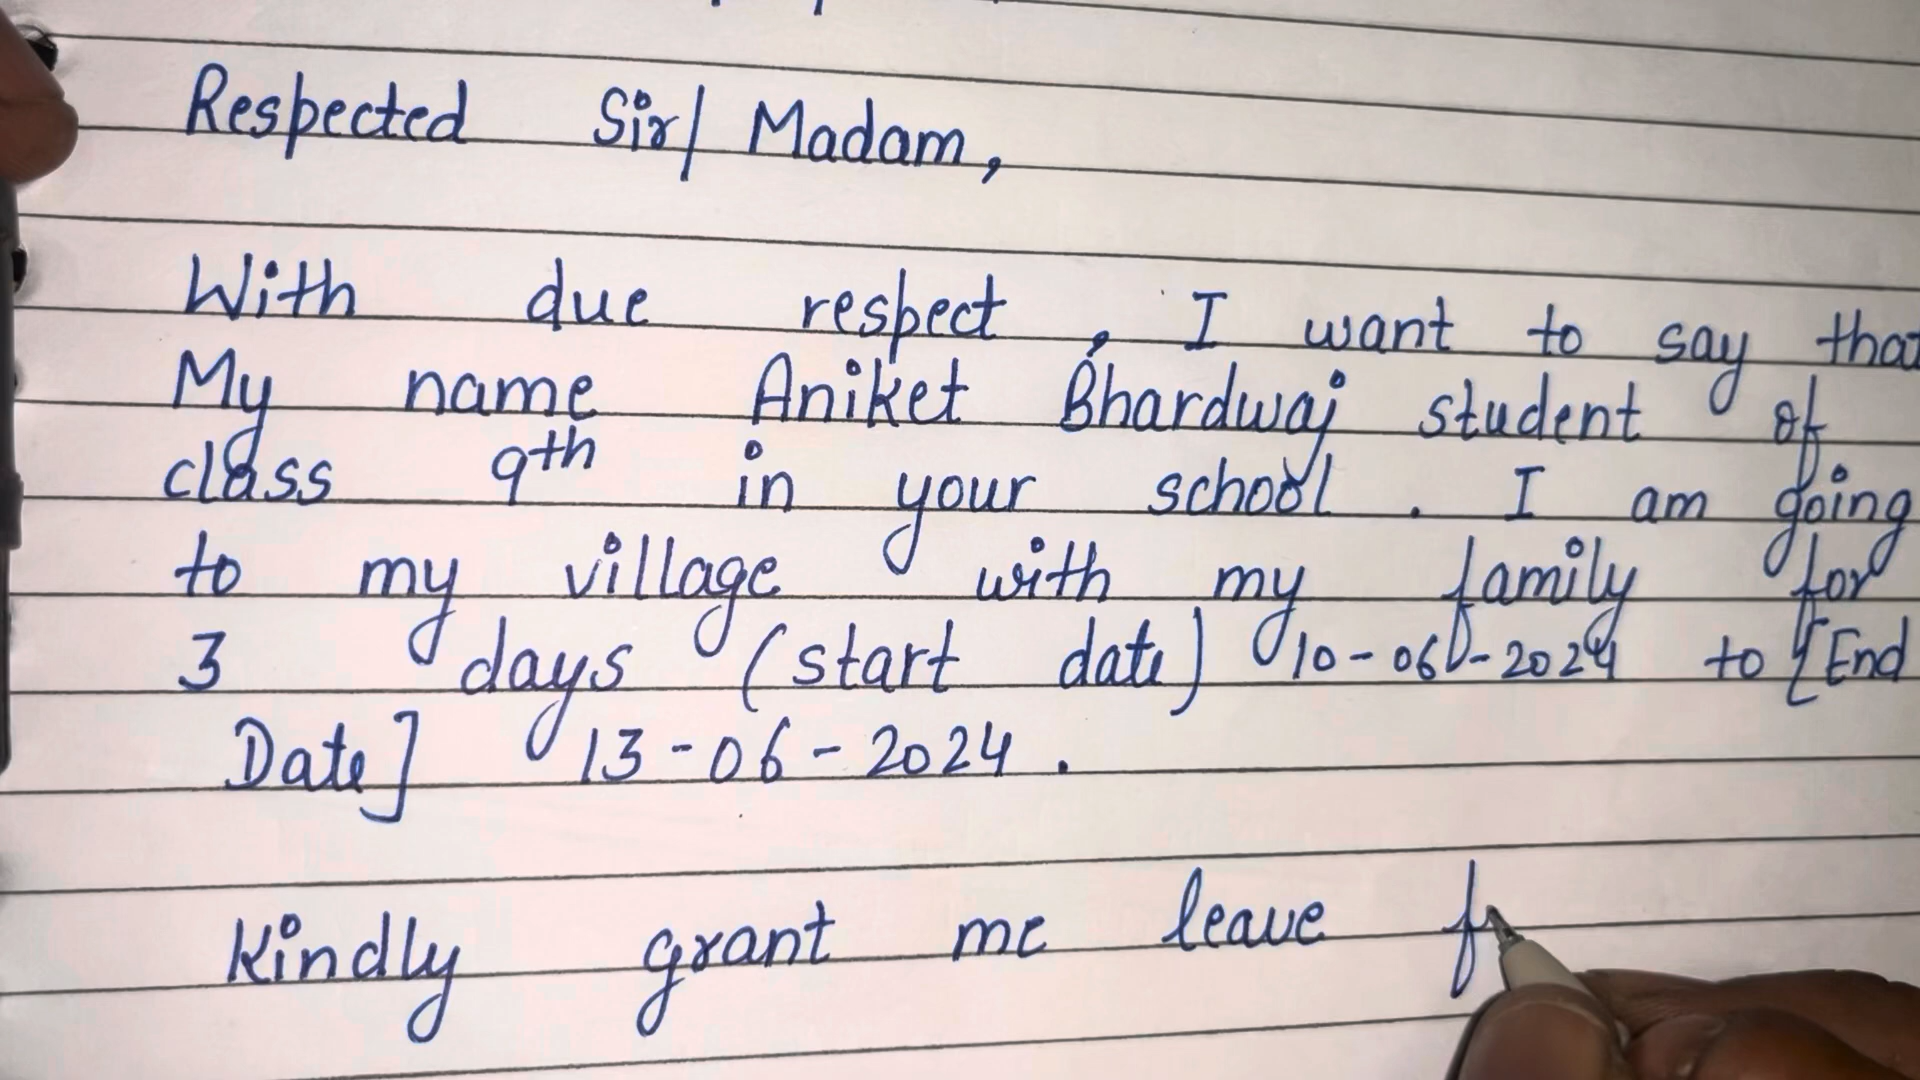 Respected Sir/ Madam,
With due respect, I want to say that
My name Aniket Bhardwaj student of
class 9th in your school. I am going
to my village with my family for
3 days (start date) 10-06-2024 to [End
Date] 13-06-2024.
Kindly grant me leave f